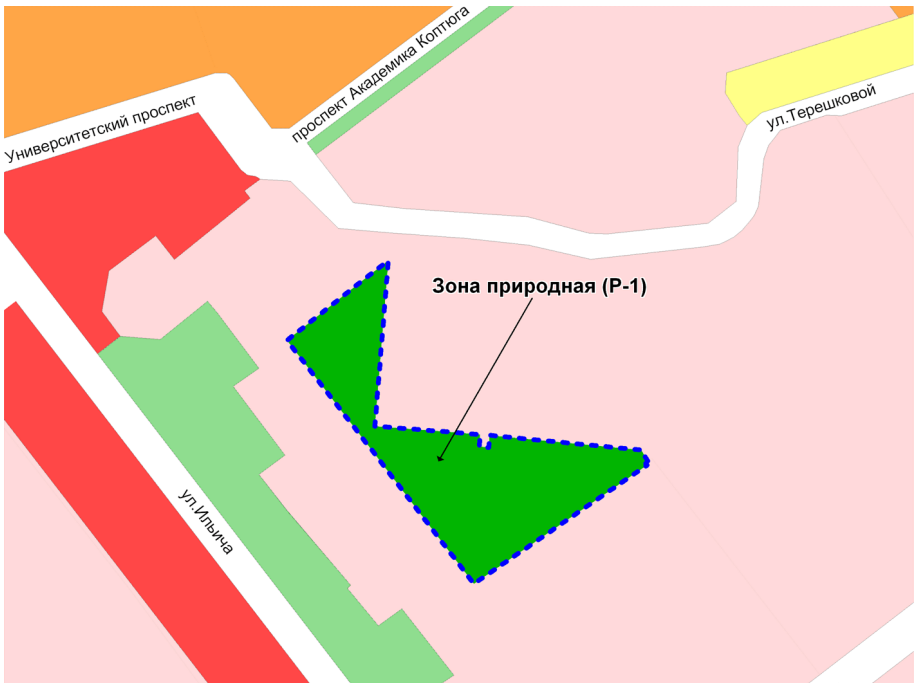 проспект Академика Коптюга
Университетский проспект
ул.Терешковой
Зона природная (Р-1)
ул.Ильича